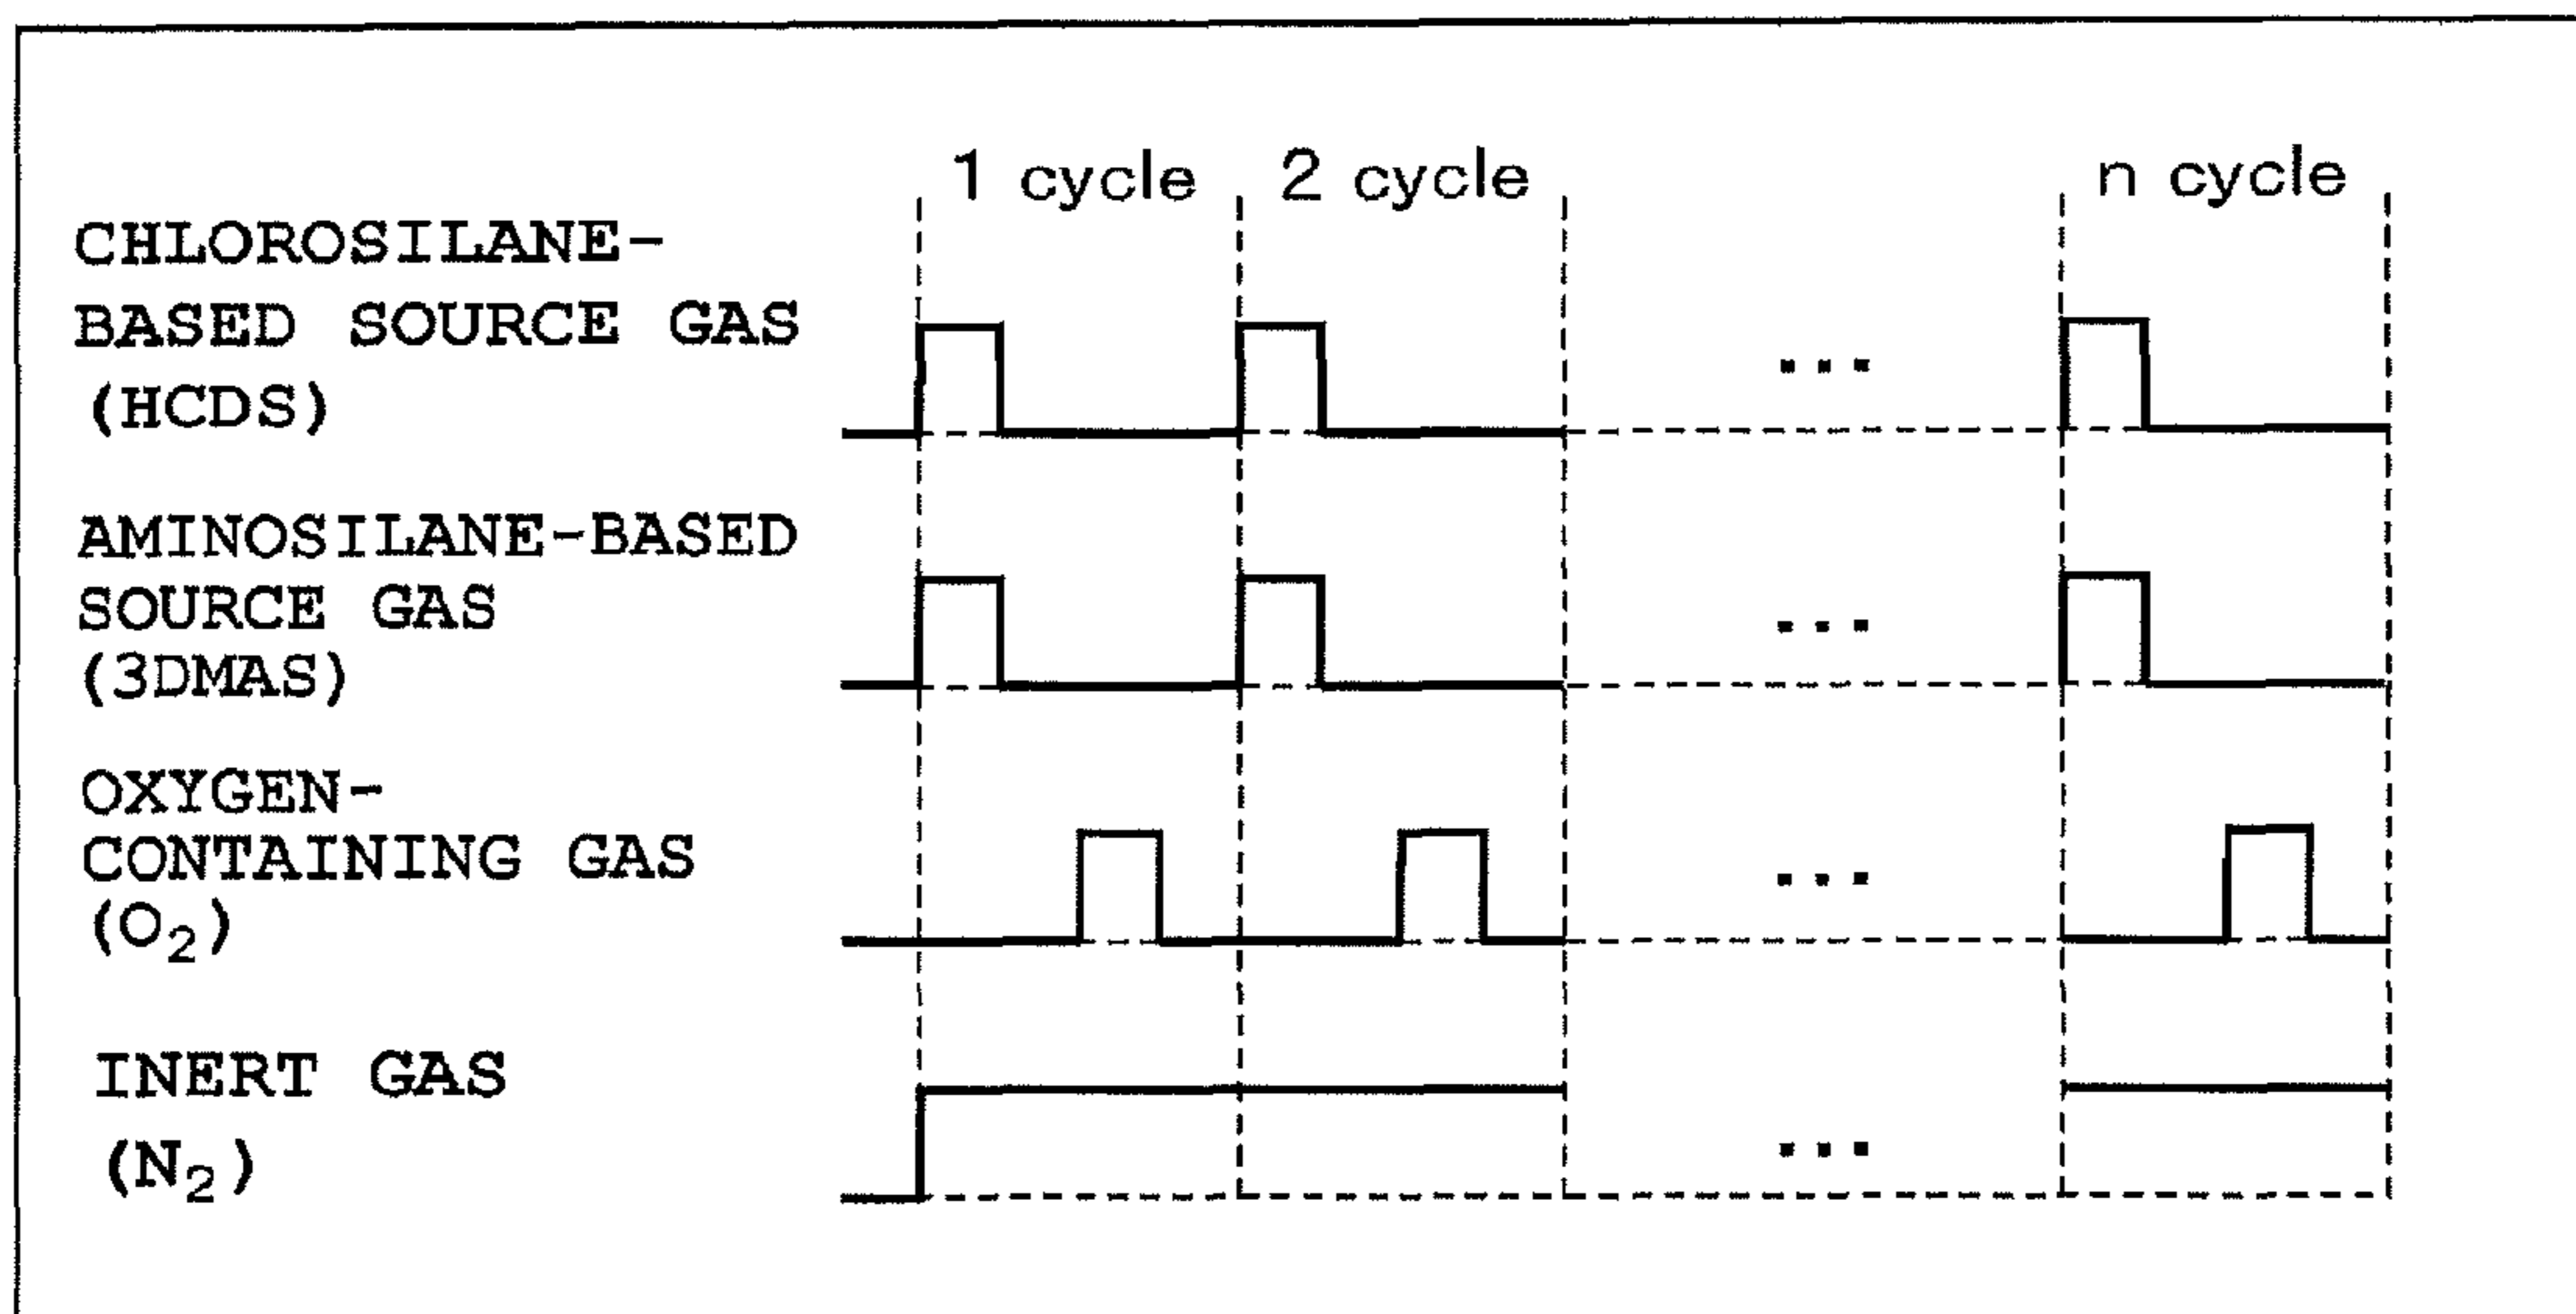 1 cycle 2 cycle n cycle
CHLOROSILANE-
BASED SOURCE GAS
(HCDS)
...
AMINOSILANE-BASED
SOURCE GAS
(3DMAS)
...
OXYGEN-
CONTAINING GAS
(O₂)
...
INERT GAS
(N₂)
...